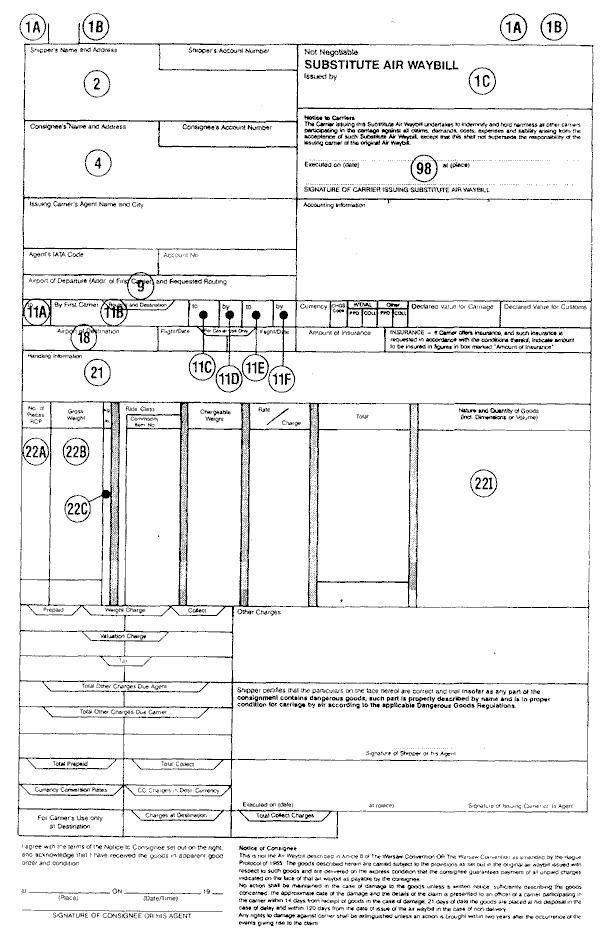 1A 1B 1A 1B
Shipper's Name and Address
Shipper's Account Number
2
Not Negotiable
SUBSTITUTE AIR WAYBILL
Issued by
1C
Notice to Carriers
The Carrier issuing this Substitute Air Waybill undertakes to indemnify and hold harmless all other carriers
participating in the carriage against all claims, demands, costs, expenses and liability arising from the
acceptance of such Substitute Air Waybill, except that this shall not supersede the responsibility of the
issuing carrier of the original Air Waybill.
Consignee's Name and Address
Consignee's Account Number
4
Executed on (date) 98 at (place)
SIGNATURE OF CARRIER ISSUING SUBSTITUTE AIR WAYBILL
Issuing Carrier's Agent Name and City
Accounting Information
Agent's IATA Code
Account No
Airport of Departure (Addr. of First Carrier) and Requested Routing
9
11A By First Carrier 11B Routing and Destination to by to by
Currency CHGS Code WT/VAL Other PPD COLL PPD COLL Declared Value for Carriage Declared Value for Customs
Airport of Destination
18
Flight/Date For Carrier Use Only Flight/Date
Amount of Insurance
INSURANCE – If Carrier offers insurance, and such insurance is
requested in accordance with the conditions thereof, indicate amount
to be insured in figures in box marked "Amount of Insurance"
11C 11D 11E 11F
Handling Information
21
No. of Pieces RCP
Gross Weight
Rate Class
Commodity Item No.
Chargeable Weight
Rate / Charge
Total
Nature and Quantity of Goods
(Incl. Dimensions or Volume)
22A 22B 22I
22C
Prepaid Weight Charge Collect
Other Charges
Valuation Charge
Tax
Total Other Charges Due Agent
Shipper certifies that the particulars on the face hereof are correct and that insofar as any part of the
consignment contains dangerous goods, such part is properly described by name and is in proper
condition for carriage by air according to the applicable Dangerous Goods Regulations.
Total Other Charges Due Carrier
Signature of Shipper or his Agent
Total Prepaid Total Collect
Currency Conversion Rates CC Charges in Dest. Currency
Executed on (date) at (place) Signature of Issuing Carrier or its Agent
For Carrier's Use only
at Destination
Charges at Destination Total Collect Charges
I agree with the terms of the Notice to Consignee set out on the right,
and acknowledge that I have received the goods in apparent good
order and condition
at ON 19
(Place) (Date/Time)
SIGNATURE OF CONSIGNEE OR HIS AGENT
Notice of Consignee
This is not the Air Waybill described in Article 8 of The Warsaw Convention OR The Warsaw Convention as amended by the Hague
Protocol of 1955. The goods described herein are carried subject to the provisions as set out in the original air waybill issued with
respect to such goods and are delivered on the express condition that the consignee guarantees payment of all unpaid charges
indicated on the face of that air waybill as payable by the consignee.
No action shall be maintained in the case of damage to the goods unless a written notice, sufficiently describing the goods
concerned, the approximate date of the damage and the details of the claim is presented to an officer of a carrier participating in
the carrier within 14 days from receipt of goods in the case of damage, 21 days of date the goods are placed at his disposal in the
case of delay and within 120 days from the date of issue of the air waybill in the case of non delivery.
Any rights to damage against carrier shall be extinguished unless an action is brought within two years after the occurrence of the
events giving rise to the claim